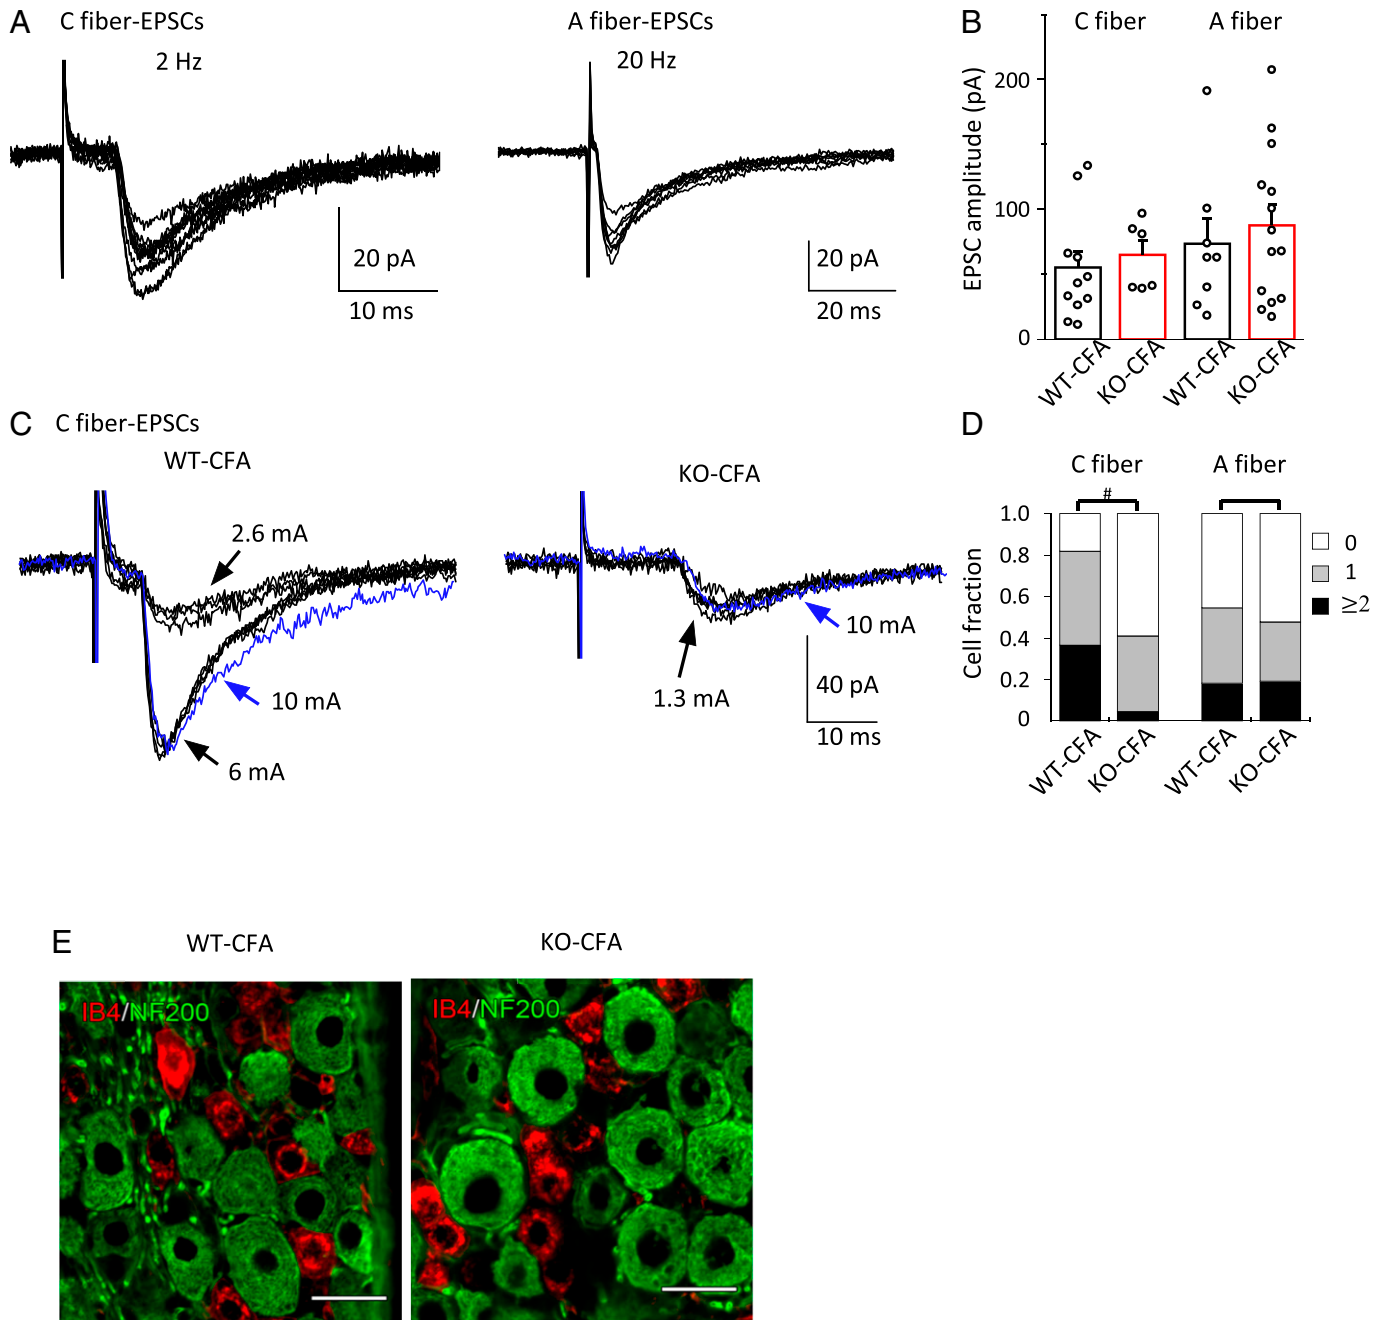 A
C fiber-EPSCs
2 Hz
20 pA
10 ms
A fiber-EPSCs
20 Hz
20 pA
20 ms
B
C fiber
A fiber
EPSC amplitude (pA)
200
100
0
WT-CFA
KO-CFA
WT-CFA
KO-CFA
C
C fiber-EPSCs
WT-CFA
2.6 mA
10 mA
6 mA
KO-CFA
10 mA
1.3 mA
40 pA
10 ms
D
C fiber
A fiber
#
Cell fraction
1.0
0.8
0.6
0.4
0.2
0
0
1
≥2
WT-CFA
KO-CFA
WT-CFA
KO-CFA
E
WT-CFA
KO-CFA
IB4/NF200
IB4/NF200